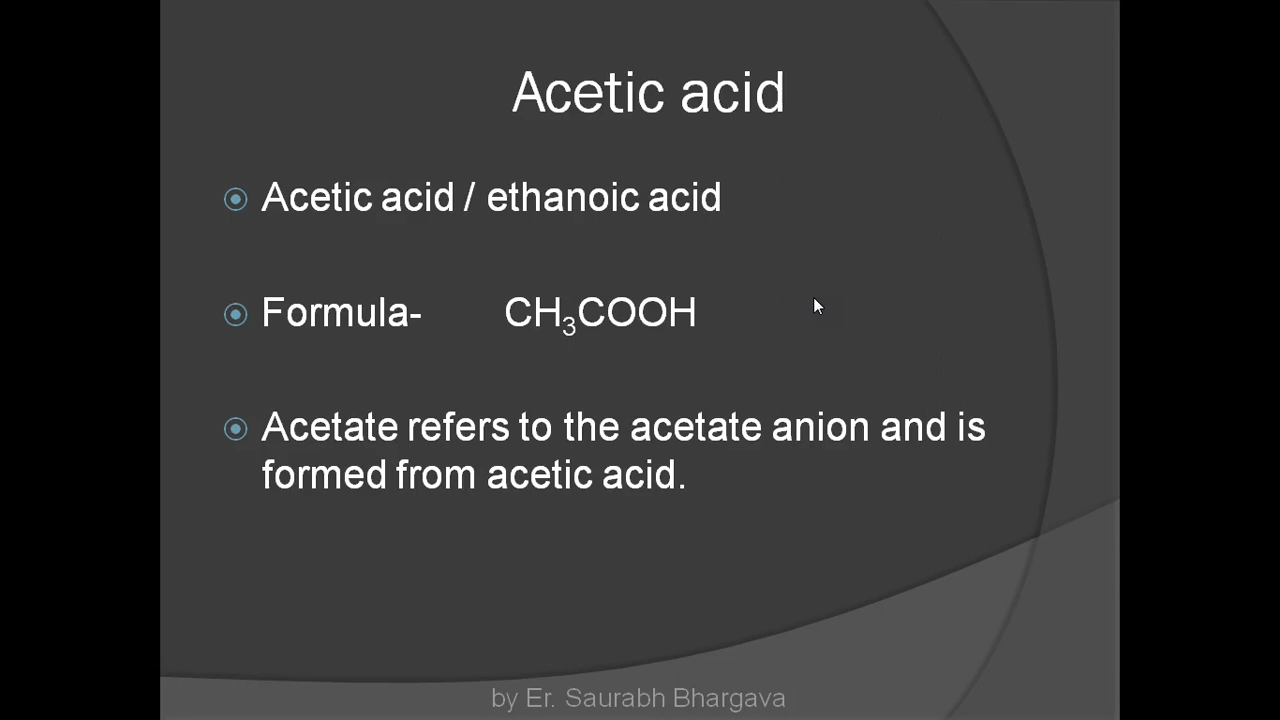 Acetic acid
Acetic acid / ethanoic acid
Formula- CH₃COOH
Acetate refers to the acetate anion and is
formed from acetic acid.
by Er. Saurabh Bhargava